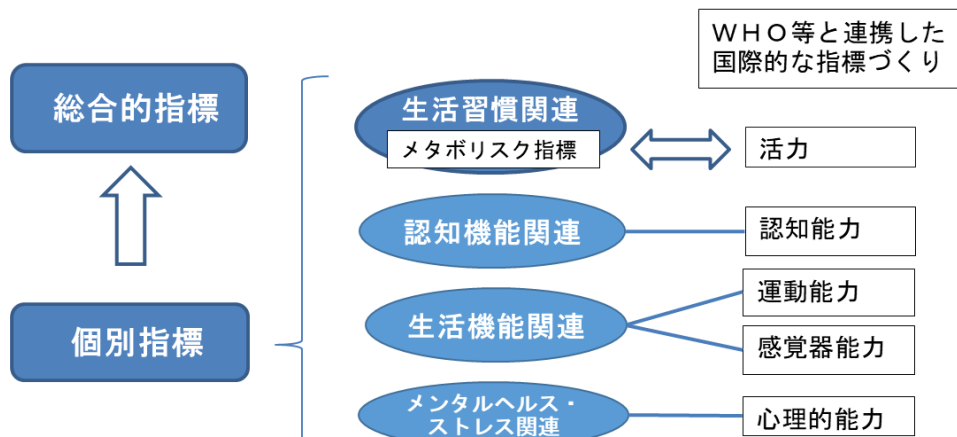 WHO等と連携した
国際的な指標づくり
総合的指標
生活習慣関連
メタボリスク指標
活力
認知機能関連
認知能力
個別指標
生活機能関連
運動能力
感覚器能力
メンタルヘルス・
ストレス関連
心理的能力